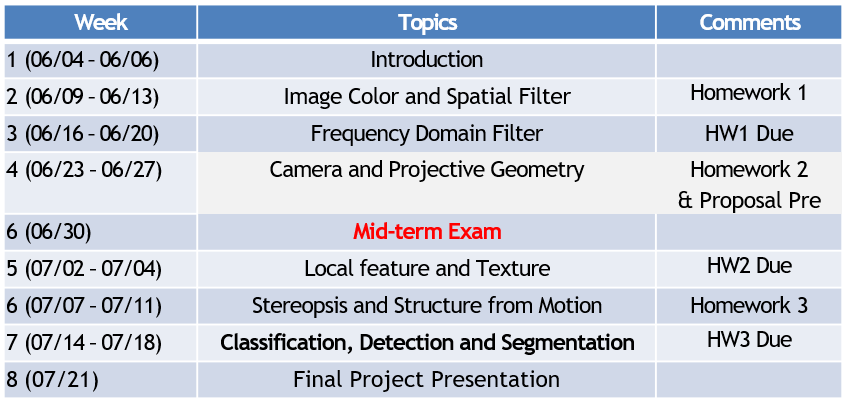 Week Topics Comments
1 (06/04 – 06/06) Introduction
2 (06/09 – 06/13) Image Color and Spatial Filter Homework 1
3 (06/16 – 06/20) Frequency Domain Filter HW1 Due
4 (06/23 – 06/27) Camera and Projective Geometry Homework 2
& Proposal Pre
6 (06/30) Mid-term Exam
5 (07/02 – 07/04) Local feature and Texture HW2 Due
6 (07/07 – 07/11) Stereopsis and Structure from Motion Homework 3
7 (07/14 – 07/18) Classification, Detection and Segmentation HW3 Due
8 (07/21) Final Project Presentation